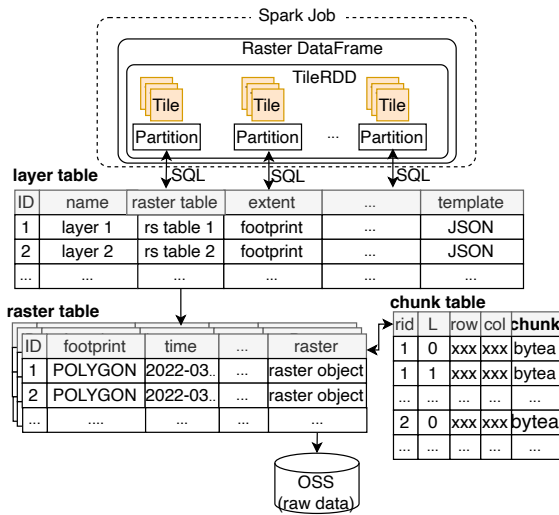 Spark Job
Raster DataFrame
TileRDD
Tile Tile Tile
Partition Partition ... Partition
SQL SQL SQL
layer table
ID name raster table extent ... template
1 layer 1 rs table 1 footprint ... JSON
2 layer 2 rs table 2 footprint ... JSON
... ... ... ... ... ...
raster table
ID footprint time ... raster
1 POLYGON 2022-03.. ... raster object
2 POLYGON 2022-03.. ... raster object
... .... ... ... ...
chunk table
rid L row col chunk
1 0 xxx xxx bytea
1 1 xxx xxx bytea
... ... ... ... ...
2 0 xxx xxx bytea
... ... ... ... ...
OSS
(raw data)